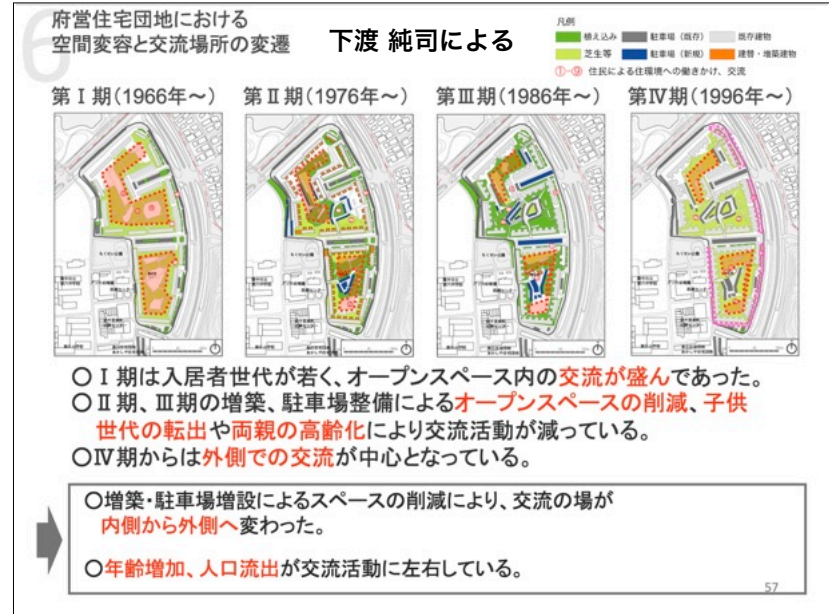 6
府営住宅団地における
空間変容と交流場所の変遷
下渡 純司による
凡例
植え込み 駐車場（既存） 既存建物
芝生等 駐車場（新規） 建替・増築建物
①-⑨ 住民による住環境への働きかけ、交流
第Ⅰ期(1966年～) 第Ⅱ期(1976年～) 第Ⅲ期(1986年～) 第Ⅳ期(1996年～)
〇Ⅰ期は入居者世代が若く、オープンスペース内の交流が盛んであった。
〇Ⅱ期、Ⅲ期の増築、駐車場整備によるオープンスペースの削減、子供
世代の転出や両親の高齢化により交流活動が減っている。
〇Ⅳ期からは外側での交流が中心となっている。
〇増築・駐車場増設によるスペースの削減により、交流の場が
内側から外側へ変わった。
〇年齢増加、人口流出が交流活動に左右している。
57